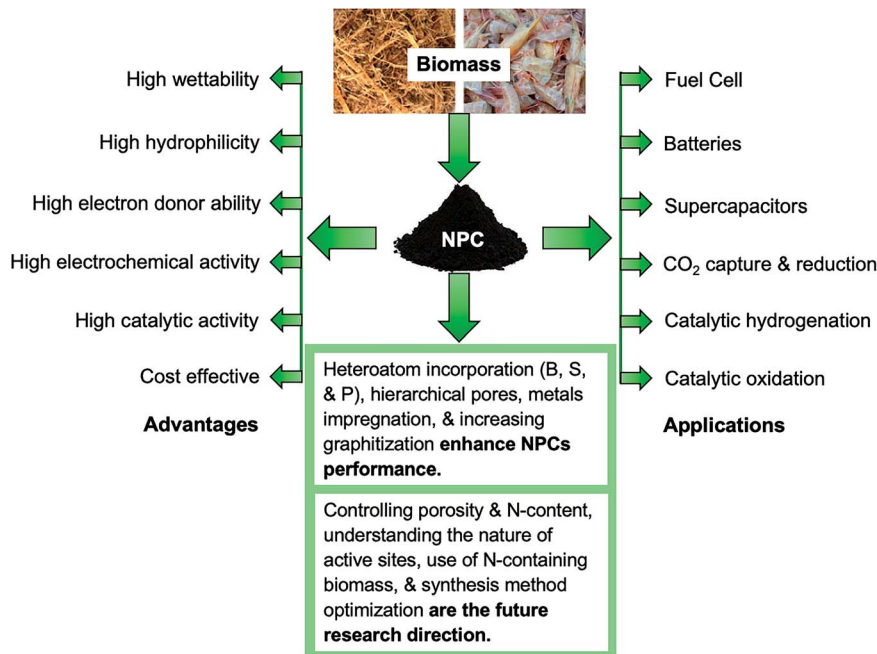 Biomass
High wettability
High hydrophilicity
High electron donor ability
High electrochemical activity
High catalytic activity
Cost effective
Advantages
NPC
Fuel Cell
Batteries
Supercapacitors
CO₂ capture & reduction
Catalytic hydrogenation
Catalytic oxidation
Applications
Heteroatom incorporation (B, S,
& P), hierarchical pores, metals
impregnation, & increasing
graphitization enhance NPCs
performance.
Controlling porosity & N-content,
understanding the nature of
active sites, use of N-containing
biomass, & synthesis method
optimization are the future
research direction.